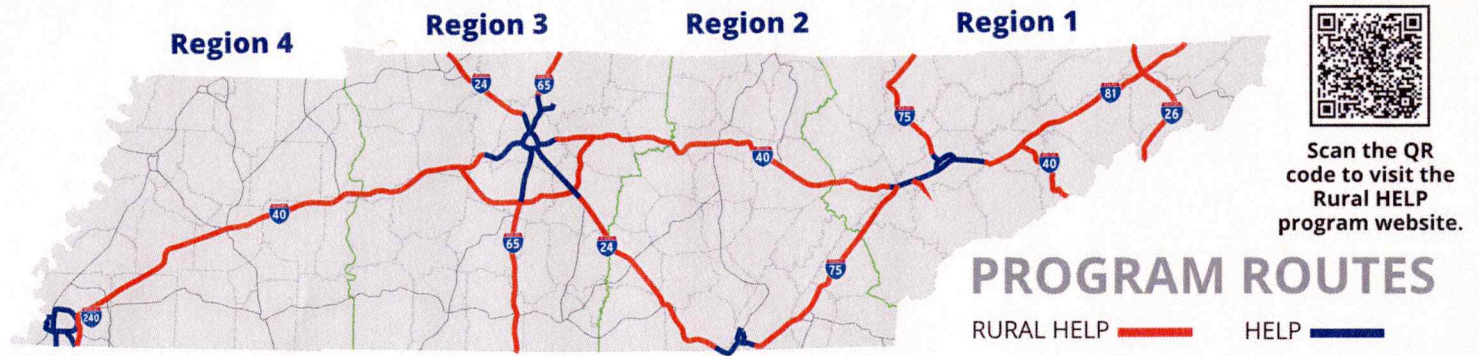 Region 4
Region 3
Region 2
Region 1
24
65
81
75
26
40
40
40
65
24
75
240
Scan the QR
code to visit the
Rural HELP
program website.
PROGRAM ROUTES
RURAL HELP
HELP